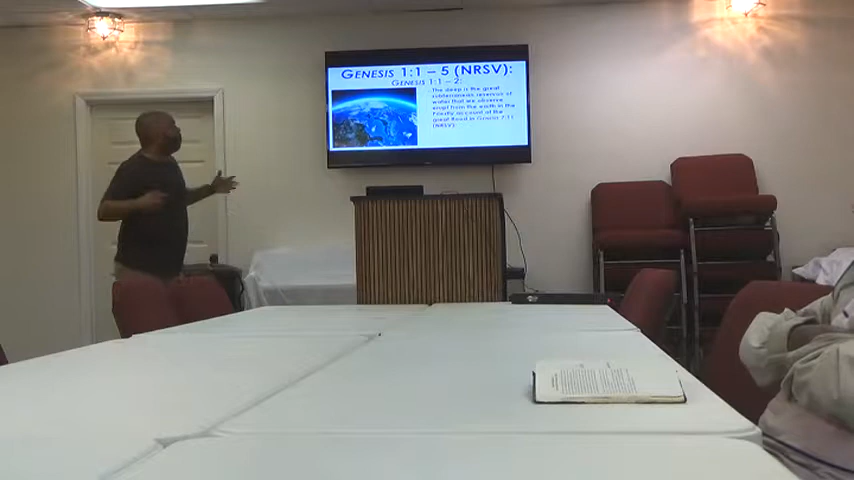 GENESIS 1:1 – 5 (NRSV):
GENESIS 1:1 – 2:
The deep is the great
subterranean reservoir of
water that we observe
erupt from the earth in the
Priestly account of the
great flood in Genesis 7:11
(NRSV).